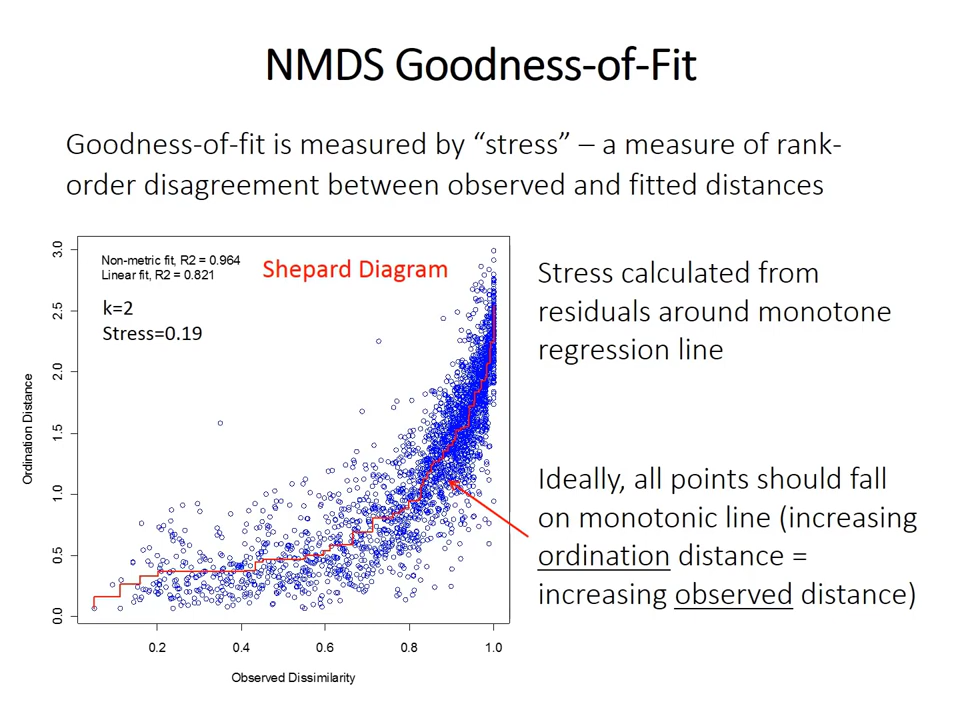 NMDS Goodness-of-Fit
Goodness-of-fit is measured by “stress” – a measure of rank-
order disagreement between observed and fitted distances
Non-metric fit, R2 = 0.964
Linear fit, R2 = 0.821
Shepard Diagram
k=2
Stress=0.19
3.0
2.5
2.0
1.5
1.0
0.5
0.0
Ordination Distance
0.2 0.4 0.6 0.8 1.0
Observed Dissimilarity
Stress calculated from
residuals around monotone
regression line
Ideally, all points should fall
on monotonic line (increasing
ordination distance =
increasing observed distance)